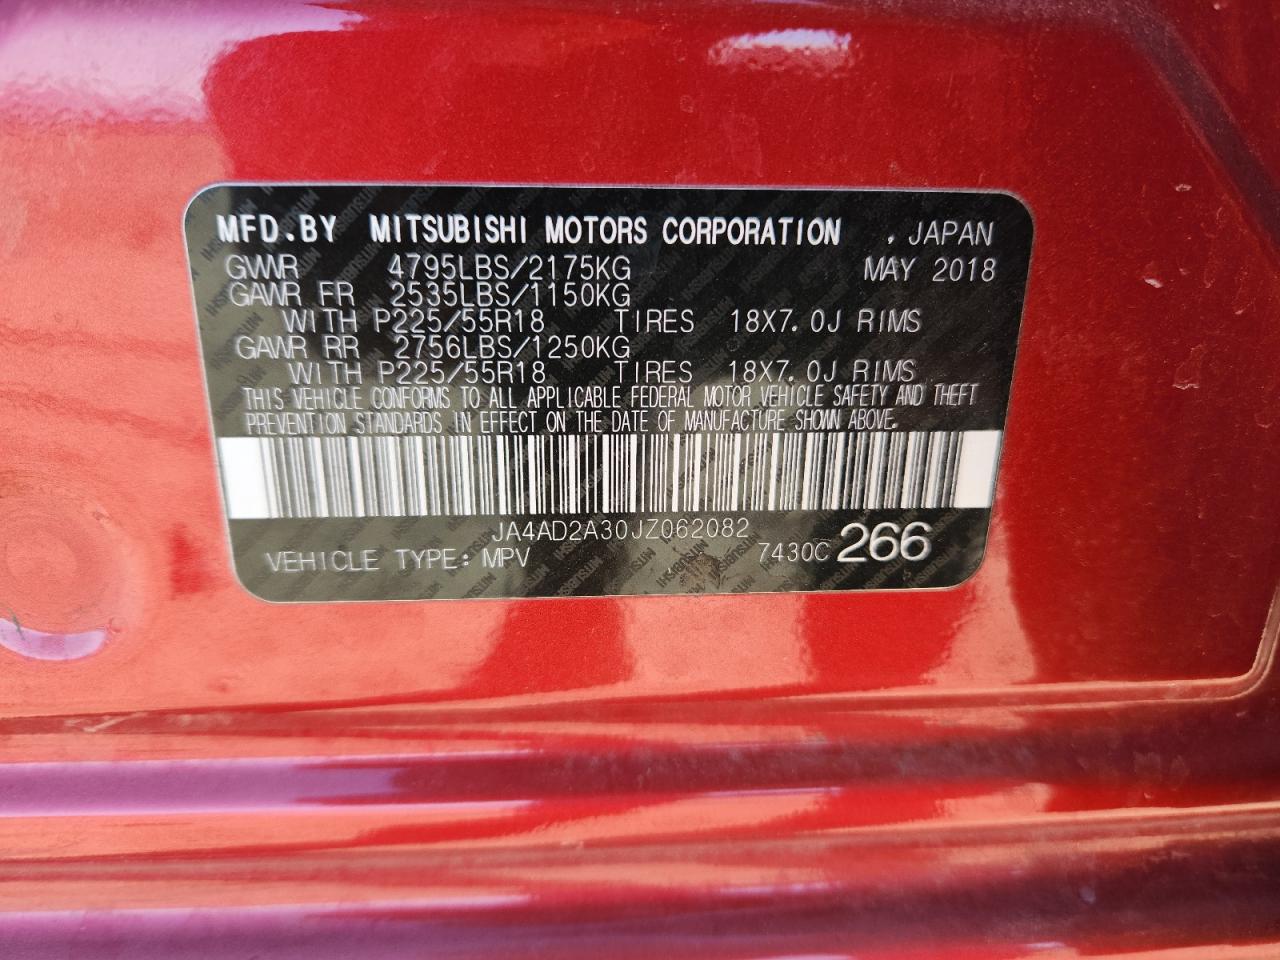 MFD.BY MITSUBISHI MOTORS CORPORATION , JAPAN
GVWR 4795LBS/2175KG MAY 2018
GAWR FR 2535LBS/1150KG
WITH P225/55R18 TIRES 18X7.0J RIMS
GAWR RR 2756LBS/1250KG
WITH P225/55R18 TIRES 18X7.0J RIMS
THIS VEHICLE CONFORMS TO ALL APPLICABLE FEDERAL MOTOR VEHICLE SAFETY AND THEFT
PREVENTION STANDARDS IN EFFECT ON THE DATE OF MANUFACTURE SHOWN ABOVE.
JA4AD2A30JZ062082
VEHICLE TYPE: MPV 7430C 266